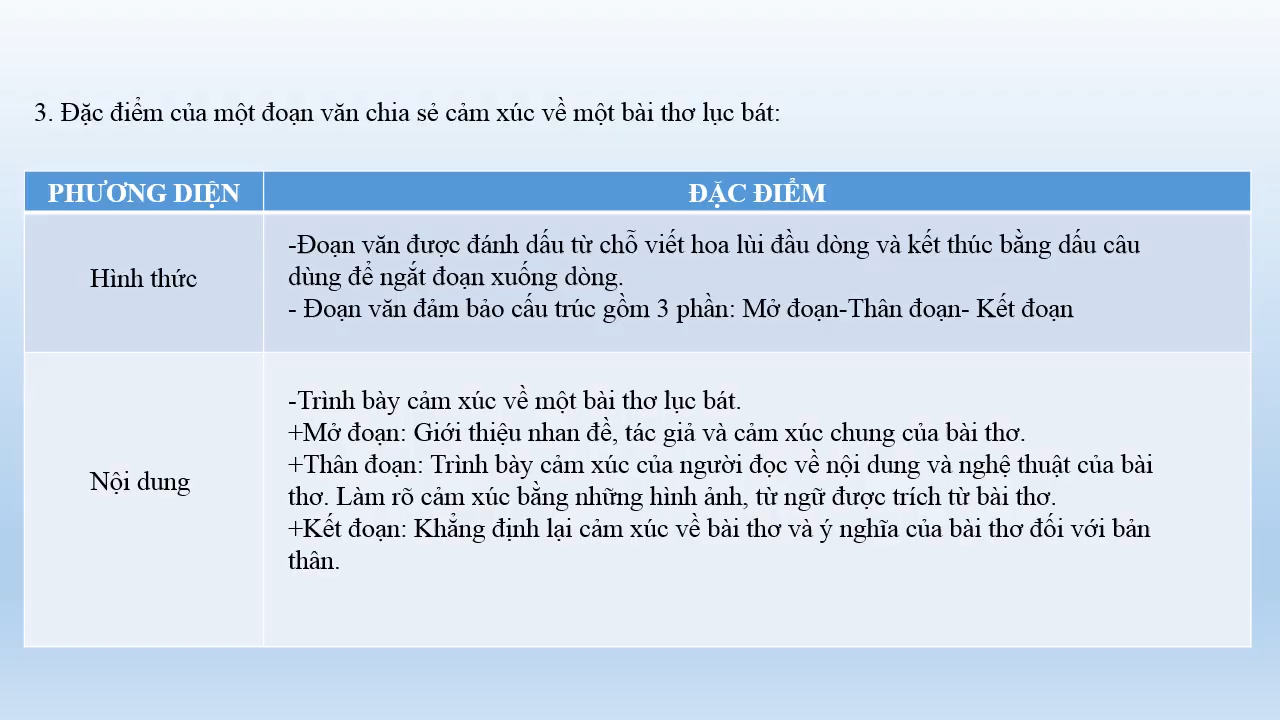 3. Đặc điểm của một đoạn văn chia sẻ cảm xúc về một bài thơ lục bát:
PHƯƠNG DIỆN
ĐẶC ĐIỂM
Hình thức
-Đoạn văn được đánh dấu từ chỗ viết hoa lùi đầu dòng và kết thúc bằng dấu câu
dùng để ngắt đoạn xuống dòng.
- Đoạn văn đảm bảo cấu trúc gồm 3 phần: Mở đoạn-Thân đoạn- Kết đoạn
Nội dung
-Trình bày cảm xúc về một bài thơ lục bát.
+Mở đoạn: Giới thiệu nhan đề, tác giả và cảm xúc chung của bài thơ.
+Thân đoạn: Trình bày cảm xúc của người đọc về nội dung và nghệ thuật của bài
thơ. Làm rõ cảm xúc bằng những hình ảnh, từ ngữ được trích từ bài thơ.
+Kết đoạn: Khẳng định lại cảm xúc về bài thơ và ý nghĩa của bài thơ đối với bản
thân.